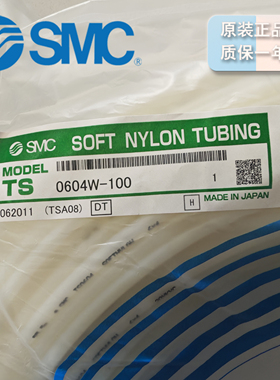 SMC®
原装正品
质保一年
SMC SOFT NYLON TUBING
MODEL
TS 0604W-100 1
062011 (TSA08) DT H MADE IN JAPAN